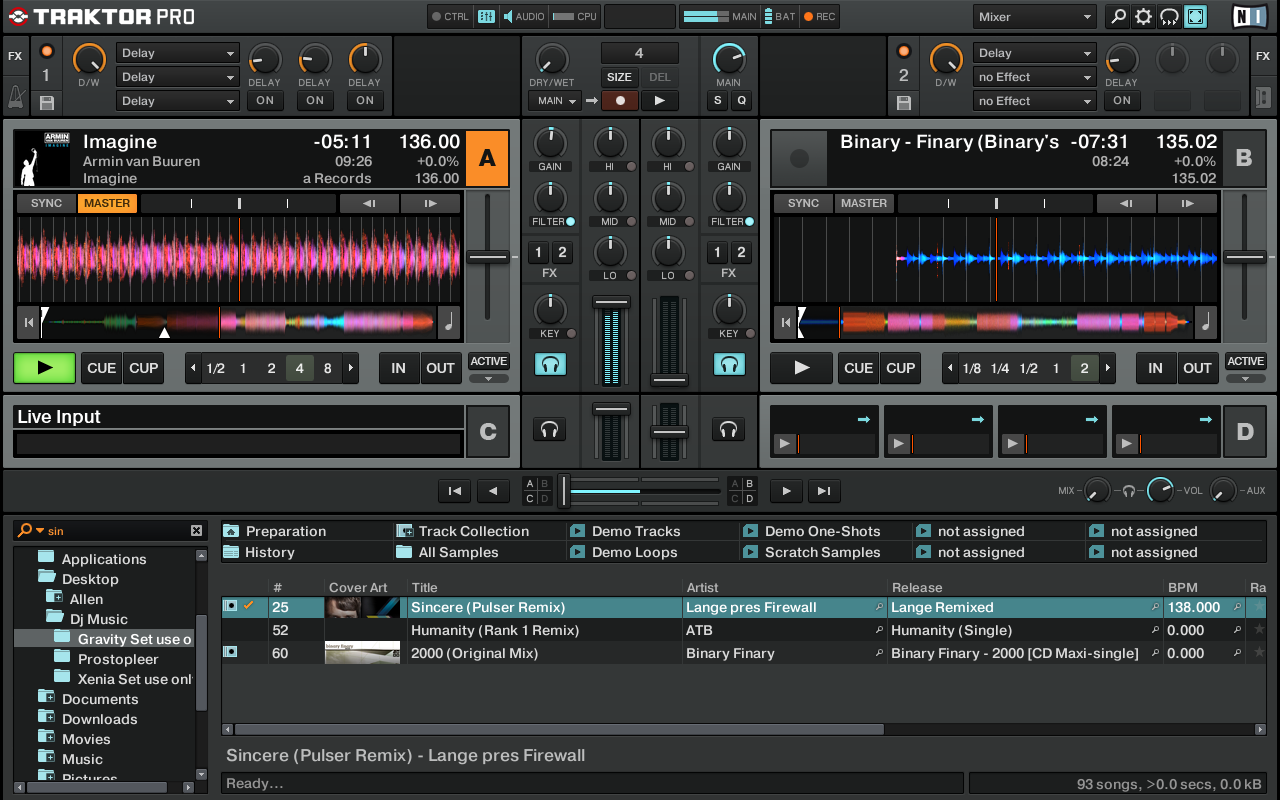 TRAKTOR PRO CTRL AUDIO CPU MAIN BAT REC Mixer NI
FX 1 D/W Delay DELAY DELAY DELAY DRY/WET 4 MAIN 2 D/W Delay DELAY FX
Delay SIZE DEL no Effect
Delay ON ON ON MAIN S Q no Effect ON
Imagine -05:11 136.00 A
Armin van Buuren 09:26 +0.0%
Imagine a Records 136.00
ARMIN
IMAGINE
GAIN HI HI GAIN
Binary - Finary (Binary's -07:31 135.02 B
08:24 +0.0%
135.02
SYNC MASTER FILTER MID MID FILTER SYNC MASTER
1 2 LO LO 1 2
FX FX
KEY KEY
CUE CUP 1/2 1 2 4 8 IN OUT ACTIVE
CUE CUP 1/8 1/4 1/2 1 2 IN OUT ACTIVE
Live Input C D
A B C D A B C D MIX VOL AUX
sin Preparation Track Collection Demo Tracks Demo One-Shots not assigned not assigned
History All Samples Demo Loops Scratch Samples not assigned not assigned
Applications
Desktop
Allen
Dj Music
Gravity Set use o
Prostopleer
Xenia Set use onl
Documents
Downloads
Movies
Music
Pictures
# Cover Art Title Artist Release BPM Ra
25 Sincere (Pulser Remix) Lange pres Firewall Lange Remixed 138.000
52 Humanity (Rank 1 Remix) ATB Humanity (Single) 0.000
60 2000 (Original Mix) Binary Finary Binary Finary - 2000 [CD Maxi-single] 0.000
Sincere (Pulser Remix) - Lange pres Firewall
Ready... 93 songs, >0.0 secs, 0.0 kB